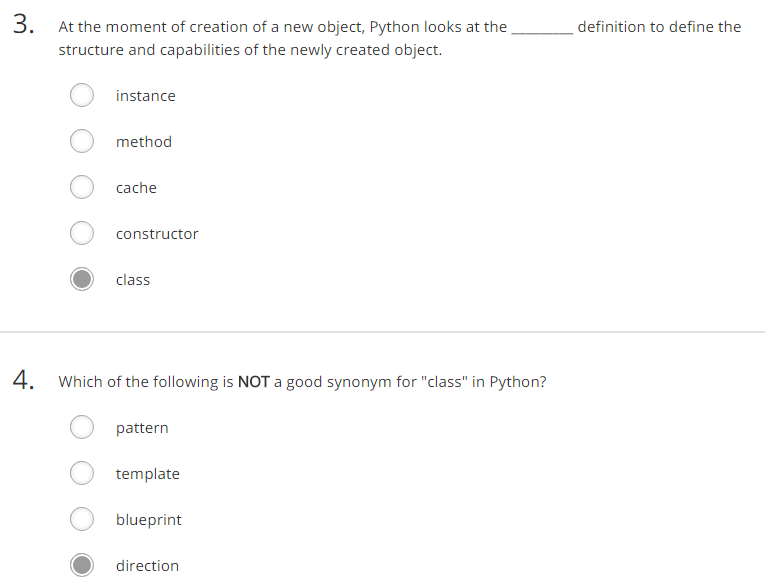 3. At the moment of creation of a new object, Python looks at the ________ definition to define the
structure and capabilities of the newly created object.
instance
method
cache
constructor
class
4. Which of the following is NOT a good synonym for "class" in Python?
pattern
template
blueprint
direction